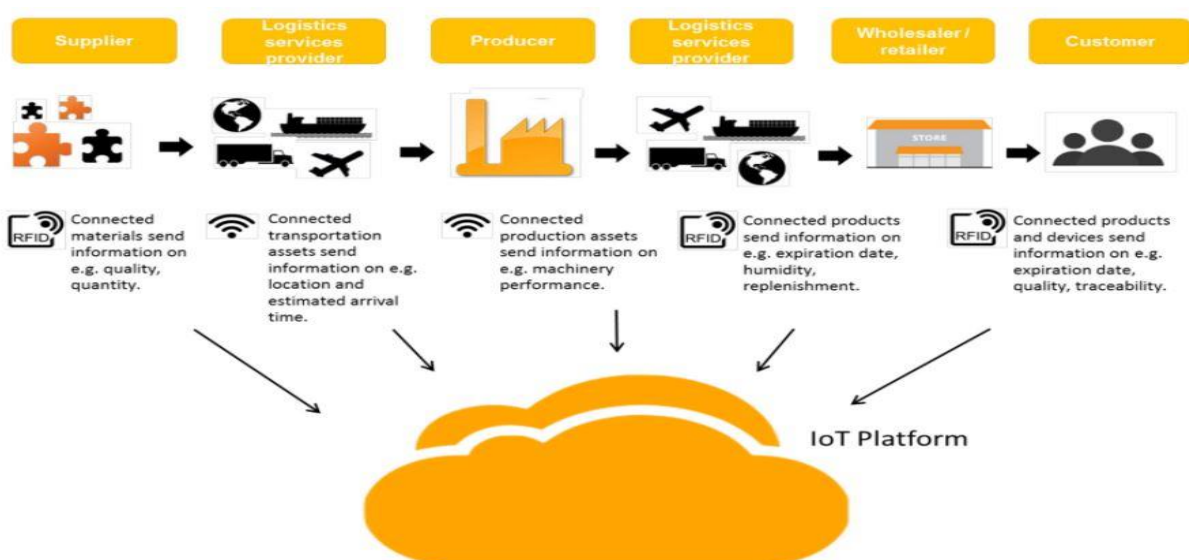 Supplier
Logistics
services
provider
Producer
Logistics
services
provider
Wholesaler /
retailer
Customer
STORE
RFID
Connected
materials send
information on
e.g. quality,
quantity.
Connected
transportation
assets send
information on e.g.
location and
estimated arrival
time.
Connected
production assets
send information on
e.g. machinery
performance.
RFID
Connected products
send information on
e.g. expiration date,
humidity,
replenishment.
RFID
Connected products
and devices send
information on e.g.
expiration date,
quality, traceability.
IoT Platform